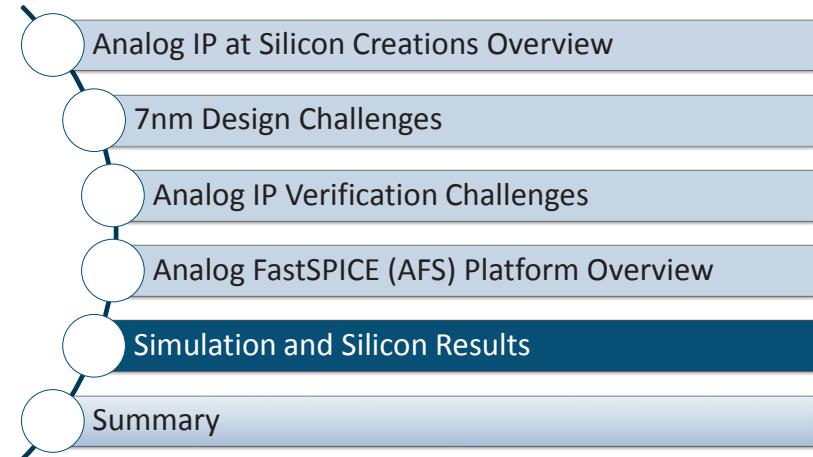 Analog IP at Silicon Creations Overview
7nm Design Challenges
Analog IP Verification Challenges
Analog FastSPICE (AFS) Platform Overview
Simulation and Silicon Results
Summary